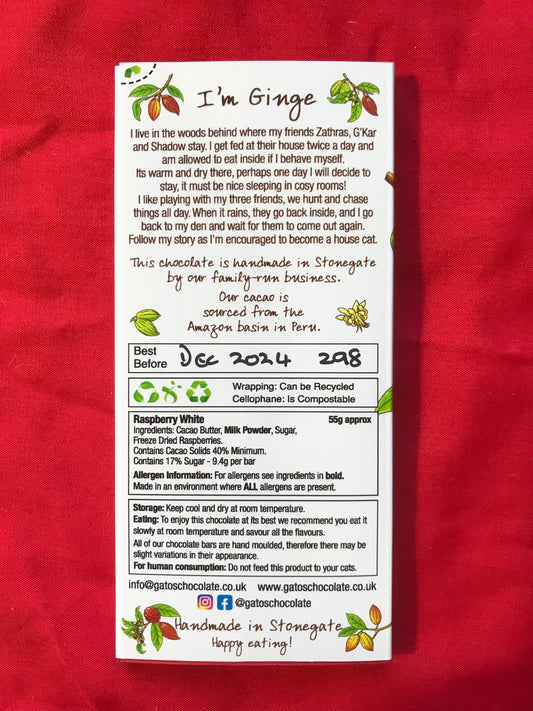 I'm Ginge
I live in the woods behind where my friends Zathras, G'Kar
and Shadow stay. I get fed at their house twice a day and
am allowed to eat inside if I behave myself.
Its warm and dry there, perhaps one day I will decide to
stay, it must be nice sleeping in cosy rooms!
I like playing with my three friends, we hunt and chase
things all day. When it rains, they go back inside, and I go
back to my den and wait for them to come out again.
Follow my story as I'm encouraged to become a house cat.
This chocolate is handmade in Stonegate
by our family-run business.
Our cacao is
sourced from the
Amazon basin in Peru.
Best
Before
Dec 2024 298
Wrapping: Can be Recycled
Cellophane: Is Compostable
Raspberry White 55g approx
Ingredients: Cacao Butter, Milk Powder, Sugar,
Freeze Dried Raspberries.
Contains Cacao Solids 40% Minimum.
Contains 17% Sugar - 9.4g per bar
Allergen Information: For allergens see ingredients in bold.
Made in an environment where ALL allergens are present.
Storage: Keep cool and dry at room temperature.
Eating: To enjoy this chocolate at its best we recommend you eat it
slowly at room temperature and savour all the flavours.
All of our chocolate bars are hand moulded, therefore there may be
slight variations in their appearance.
For human consumption: Do not feed this product to your cats.
info@gatoschocolate.co.uk www.gatoschocolate.co.uk
@gatoschocolate
Handmade in Stonegate
Happy eating!